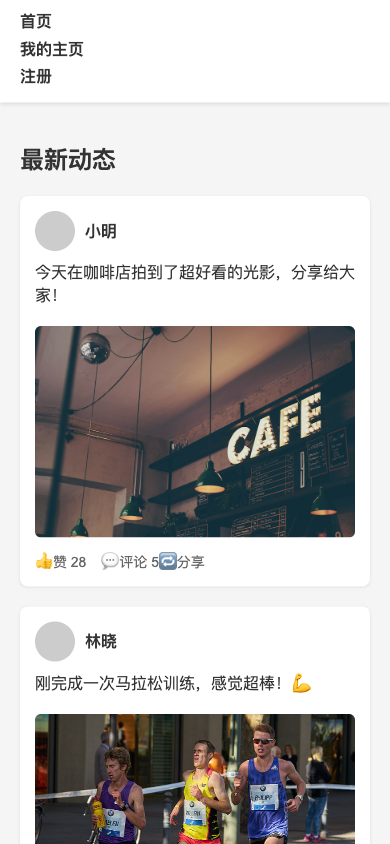 首页
我的主页
注册
最新动态
小明
今天在咖啡店拍到了超好看的光影，分享给大
家！
CAFE
👍赞 28 💬评论 5🔁分享
林晓
刚完成一次马拉松训练，感觉超棒！💪